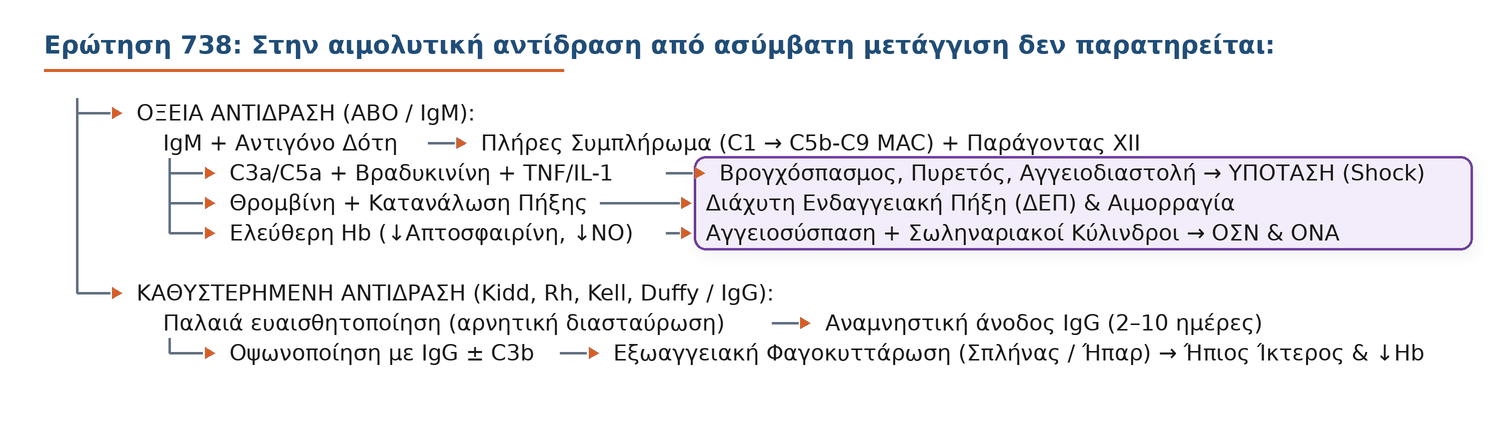 Ερώτηση 738: Στην αιμολυτική αντίδραση από ασύμβατη μετάγγιση δεν παρατηρείται:
ΟΞΕΙΑ ΑΝΤΙΔΡΑΣΗ (ABO / IgM):
IgM + Αντιγόνο Δότη → Πλήρες Συμπλήρωμα (C1 → C5b-C9 MAC) + Παράγοντας XII
C3a/C5a + Βραδυκινίνη + TNF/IL-1 → Βρογχόσπασμος, Πυρετός, Αγγειοδιαστολή → ΥΠΟΤΑΣΗ (Shock)
Θρομβίνη + Κατανάλωση Πήξης → Διάχυτη Ενδαγγειακή Πήξη (ΔΕΠ) & Αιμορραγία
Ελεύθερη Hb (↓Απτοσφαιρίνη, ↓NO) → Αγγειοσύσπαση + Σωληναριακοί Κύλινδροι → ΟΣΝ & ΟΝΑ
ΚΑΘΥΣΤΕΡΗΜΕΝΗ ΑΝΤΙΔΡΑΣΗ (Kidd, Rh, Kell, Duffy / IgG):
Παλαιά ευαισθητοποίηση (αρνητική διασταύρωση) → Αναμνηστική άνοδος IgG (2–10 ημέρες)
Οψωνοποίηση με IgG ± C3b → Εξωαγγειακή Φαγοκυττάρωση (Σπλήνας / Ήπαρ) → Ήπιος Ίκτερος & ↓Hb